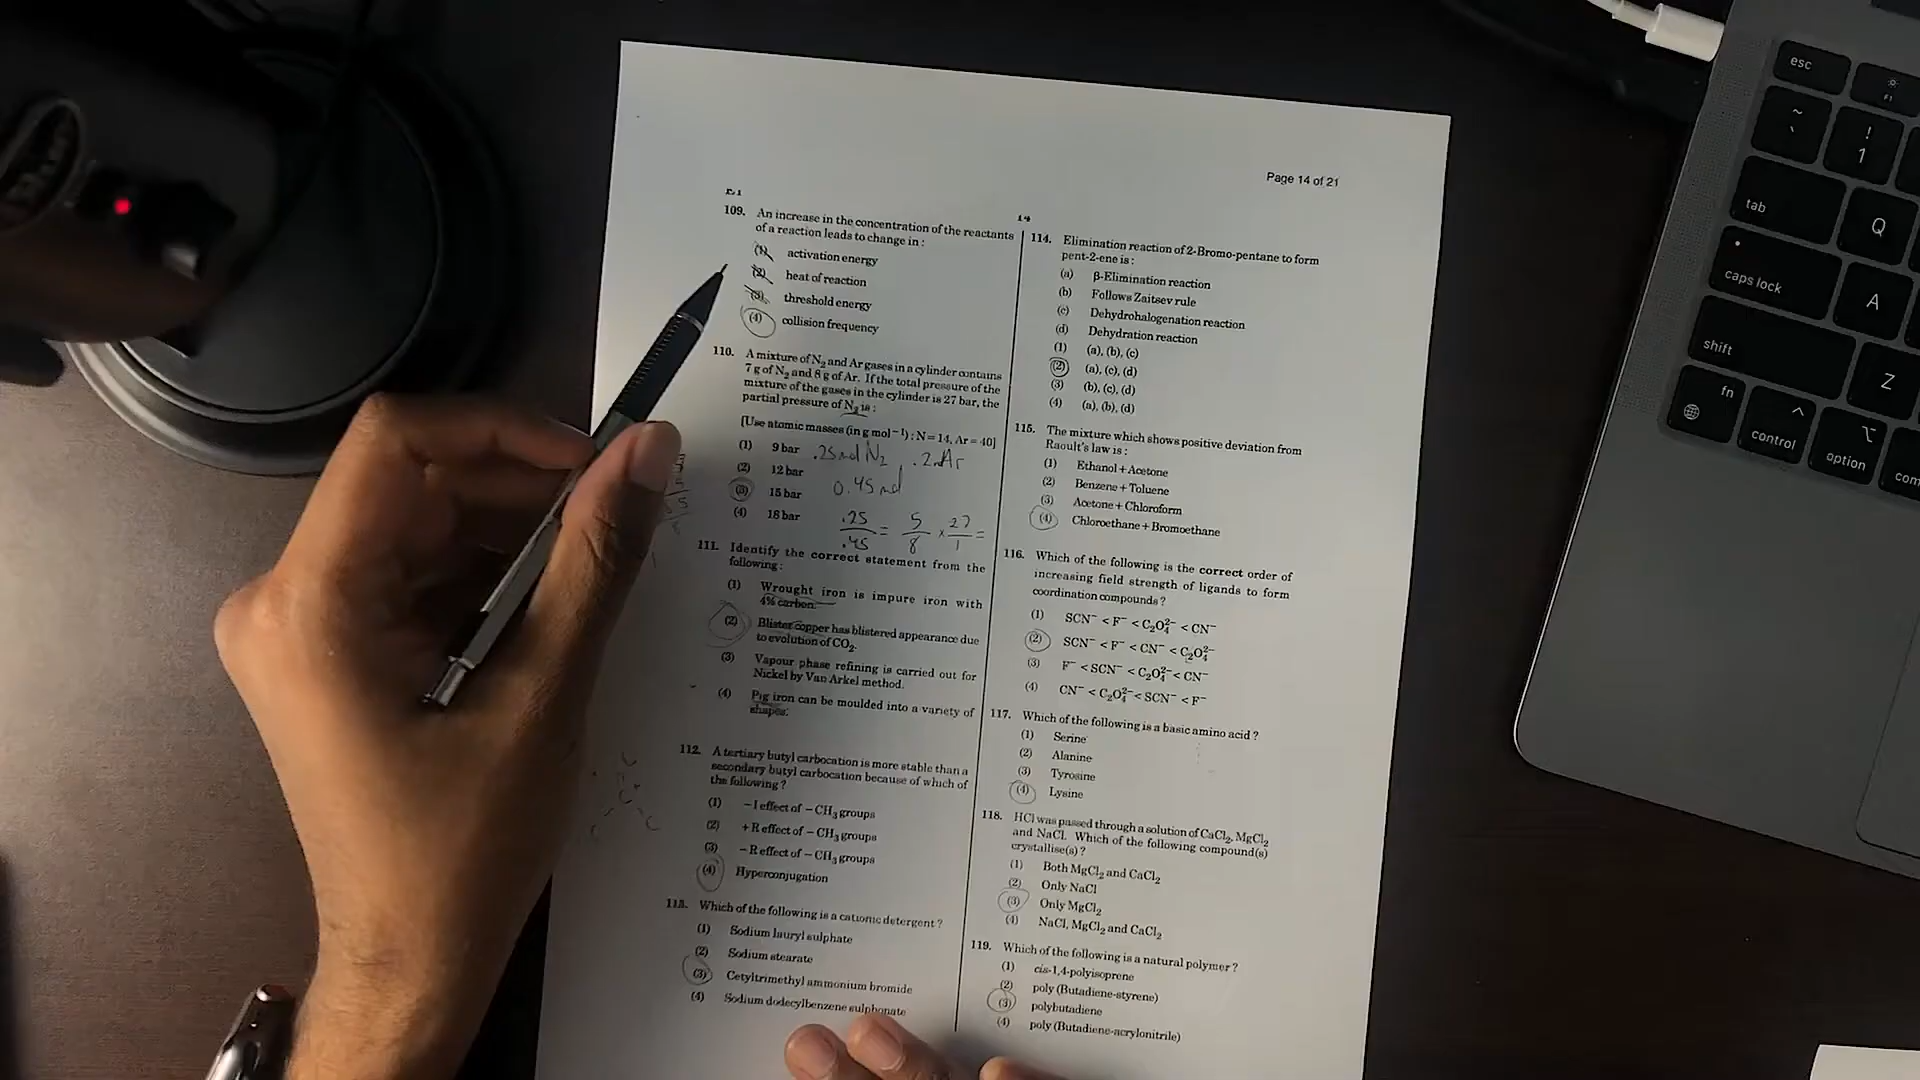 Page 14 of 21
14
109. An increase in the concentration of the reactants
of a reaction leads to change in :
(1) activation energy
(2) heat of reaction
(3) threshold energy
(4) collision frequency
110. A mixture of N2 and Ar gases in a cylinder contains
7 g of N2 and 8 g of Ar. If the total pressure of the
mixture of the gases in the cylinder is 27 bar, the
partial pressure of N2 is :
[Use atomic masses (in g mol⁻¹) : N = 14, Ar = 40]
(1) 9 bar
.25 mol N2, .2 Ar
(2) 12 bar
0.45 mol
(3) 15 bar
(4) 18 bar
.25/.45 = 5/8 × 27/1 =
111. Identify the correct statement from the
following :
(1) Wrought iron is impure iron with
4% carbon.
(2) Blister copper has blistered appearance due
to evolution of CO2.
(3) Vapour phase refining is carried out for
Nickel by Van Arkel method.
(4) Pig iron can be moulded into a variety of
shapes.
112. A tertiary butyl carbocation is more stable than a
secondary butyl carbocation because of which of
the following ?
(1) – I effect of – CH3 groups
(2) + R effect of – CH3 groups
(3) – R effect of – CH3 groups
(4) Hyperconjugation
113. Which of the following is a cationic detergent ?
(1) Sodium lauryl sulphate
(2) Sodium stearate
(3) Cetyltrimethyl ammonium bromide
(4) Sodium dodecylbenzene sulphonate
114. Elimination reaction of 2-Bromo-pentane to form
pent-2-ene is :
(a) β-Elimination reaction
(b) Follows Zaitsev rule
(c) Dehydrohalogenation reaction
(d) Dehydration reaction
(1) (a), (b), (c)
(2) (a), (c), (d)
(3) (b), (c), (d)
(4) (a), (b), (d)
115. The mixture which shows positive deviation from
Raoult's law is :
(1) Ethanol + Acetone
(2) Benzene + Toluene
(3) Acetone + Chloroform
(4) Chloroethane + Bromoethane
116. Which of the following is the correct order of
increasing field strength of ligands to form
coordination compounds ?
(1) SCN⁻ < F⁻ < C2O4²⁻ < CN⁻
(2) SCN⁻ < F⁻ < CN⁻ < C2O4²⁻
(3) F⁻ < SCN⁻ < C2O4²⁻ < CN⁻
(4) CN⁻ < C2O4²⁻ < SCN⁻ < F⁻
117. Which of the following is a basic amino acid ?
(1) Serine
(2) Alanine
(3) Tyrosine
(4) Lysine
118. HCl was passed through a solution of CaCl2, MgCl2
and NaCl. Which of the following compound(s)
crystallise(s) ?
(1) Both MgCl2 and CaCl2
(2) Only NaCl
(3) Only MgCl2
(4) NaCl, MgCl2 and CaCl2
119. Which of the following is a natural polymer ?
(1) cis-1,4-polyisoprene
(2) poly (Butadiene-styrene)
(3) polybutadiene
(4) poly (Butadiene-acrylonitrile)
esc
F1
~ `
! 1
tab
Q
caps lock
A
shift
Z
fn
control
option
com